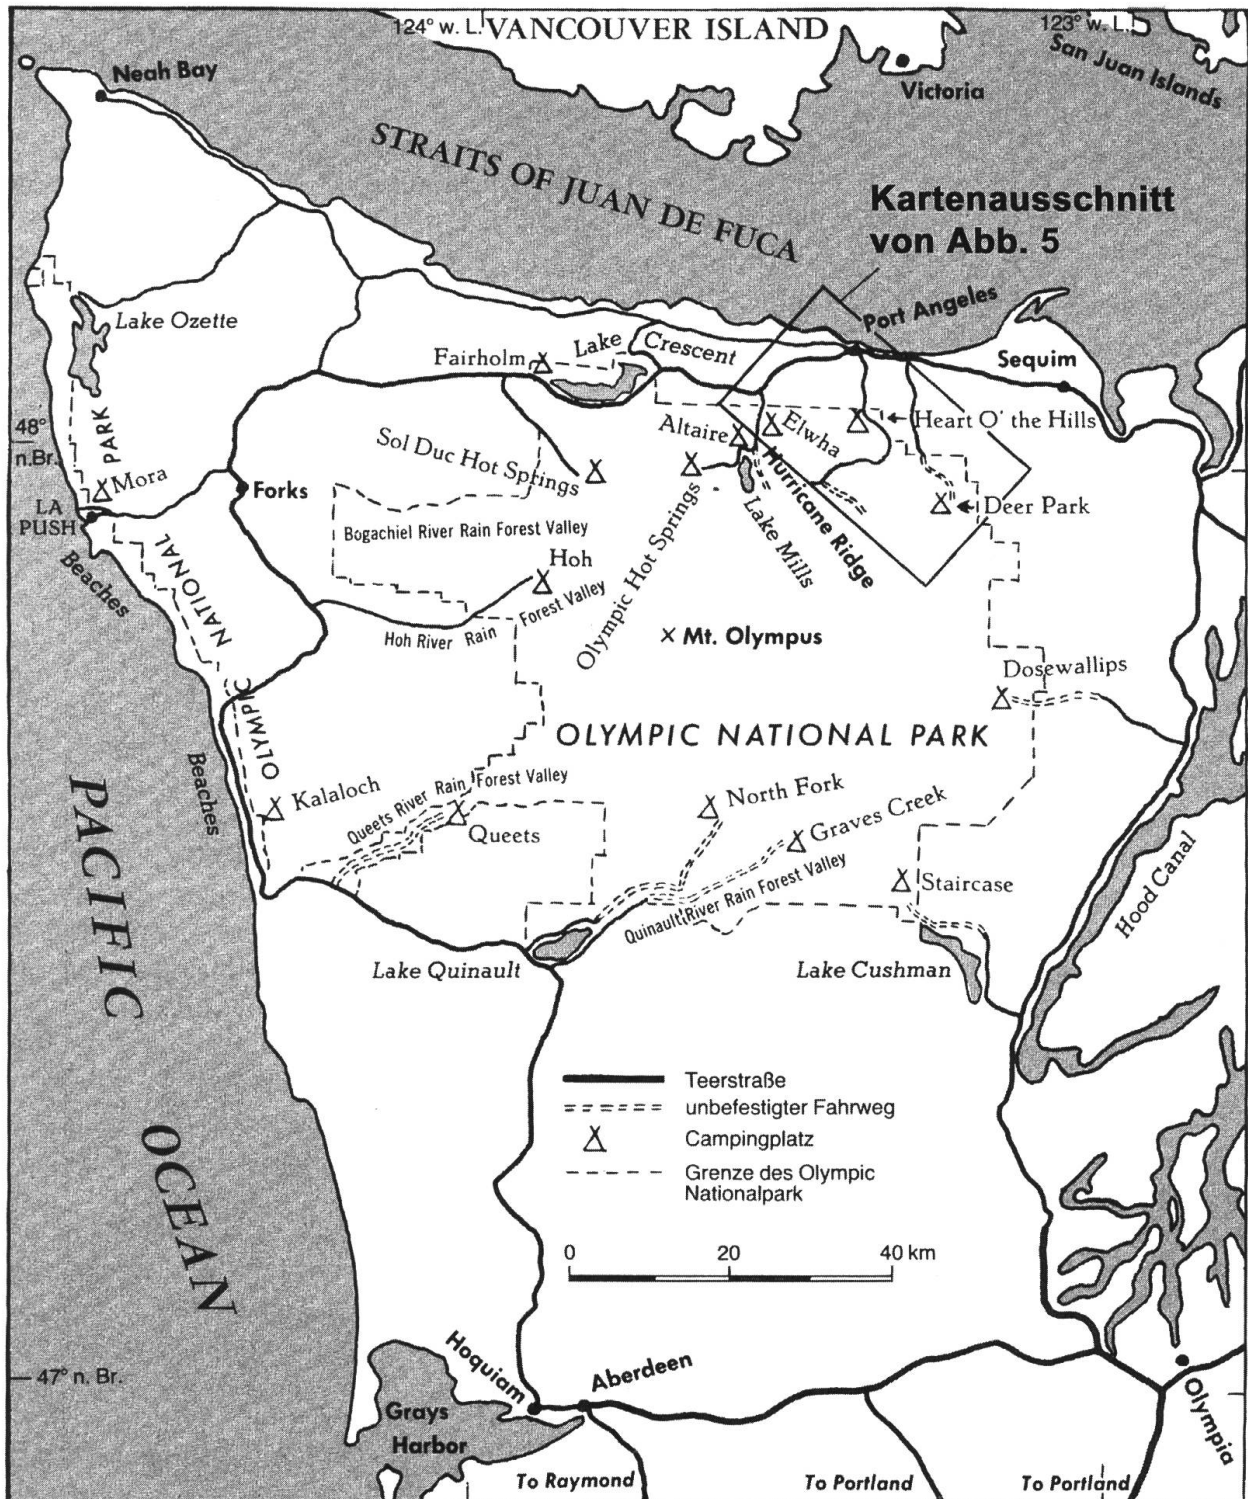 124° w. L.
VANCOUVER ISLAND
123° w. L.
San Juan Islands
Neah Bay
Victoria
STRAITS OF JUAN DE FUCA
Kartenausschnitt
von Abb. 5
Port Angeles
Lake Ozette
Sequim
Fairholm
Lake Crescent
48°
n.Br.
Heart O' the Hills
Altaire
Elwha
Sol Duc Hot Springs
Mora
Forks
LA
PUSH
Hurricane Ridge
Deer Park
Bogachiel River Rain Forest Valley
Lake Mills
Olympic Hot Springs
Hoh
Beaches
Hoh River Rain Forest Valley
Mt. Olympus
OLYMPIC NATIONAL PARK
Dosewallips
OLYMPIC NATIONAL PARK
Beaches
Kalaloch
Queets River Rain Forest Valley
Queets
North Fork
Graves Creek
Quinault River Rain Forest Valley
Staircase
Hood Canal
Lake Quinault
Lake Cushman
PACIFIC OCEAN
Teerstraße
unbefestigter Fahrweg
Campingplatz
Grenze des Olympic
Nationalpark
0 20 40 km
47° n. Br.
Hoquiam
Aberdeen
Olympia
Grays
Harbor
To Raymond
To Portland
To Portland